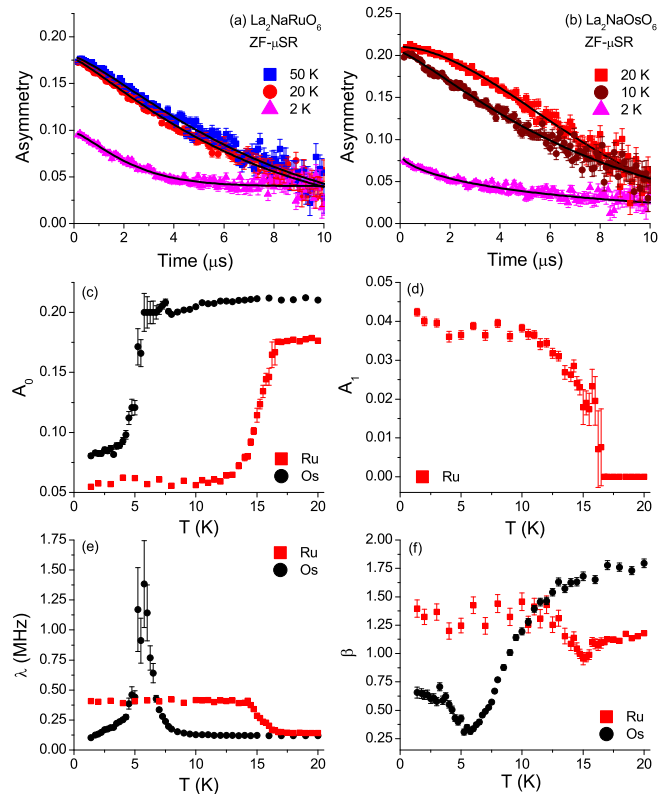 (a) La₂NaRuO₆
ZF-μSR
50 K
20 K
2 K
Asymmetry
0.20
0.15
0.10
0.05
0.00
0 2 4 6 8 10
Time (μs)
(b) La₂NaOsO₆
ZF-μSR
20 K
10 K
2 K
Asymmetry
0.25
0.20
0.15
0.10
0.05
0.00
0 2 4 6 8 10
Time (μs)
(c)
A₀
0.20
0.15
0.10
0.05
Ru
Os
0 5 10 15 20
T (K)
(d)
A₁
0.05
0.04
0.03
0.02
0.01
0.00
Ru
0 5 10 15 20
T (K)
(e)
λ (MHz)
1.75
1.50
1.25
1.00
0.75
0.50
0.25
0.00
Ru
Os
0 5 10 15 20
T (K)
(f)
β
2.00
1.75
1.50
1.25
1.00
0.75
0.50
0.25
Ru
Os
0 5 10 15 20
T (K)